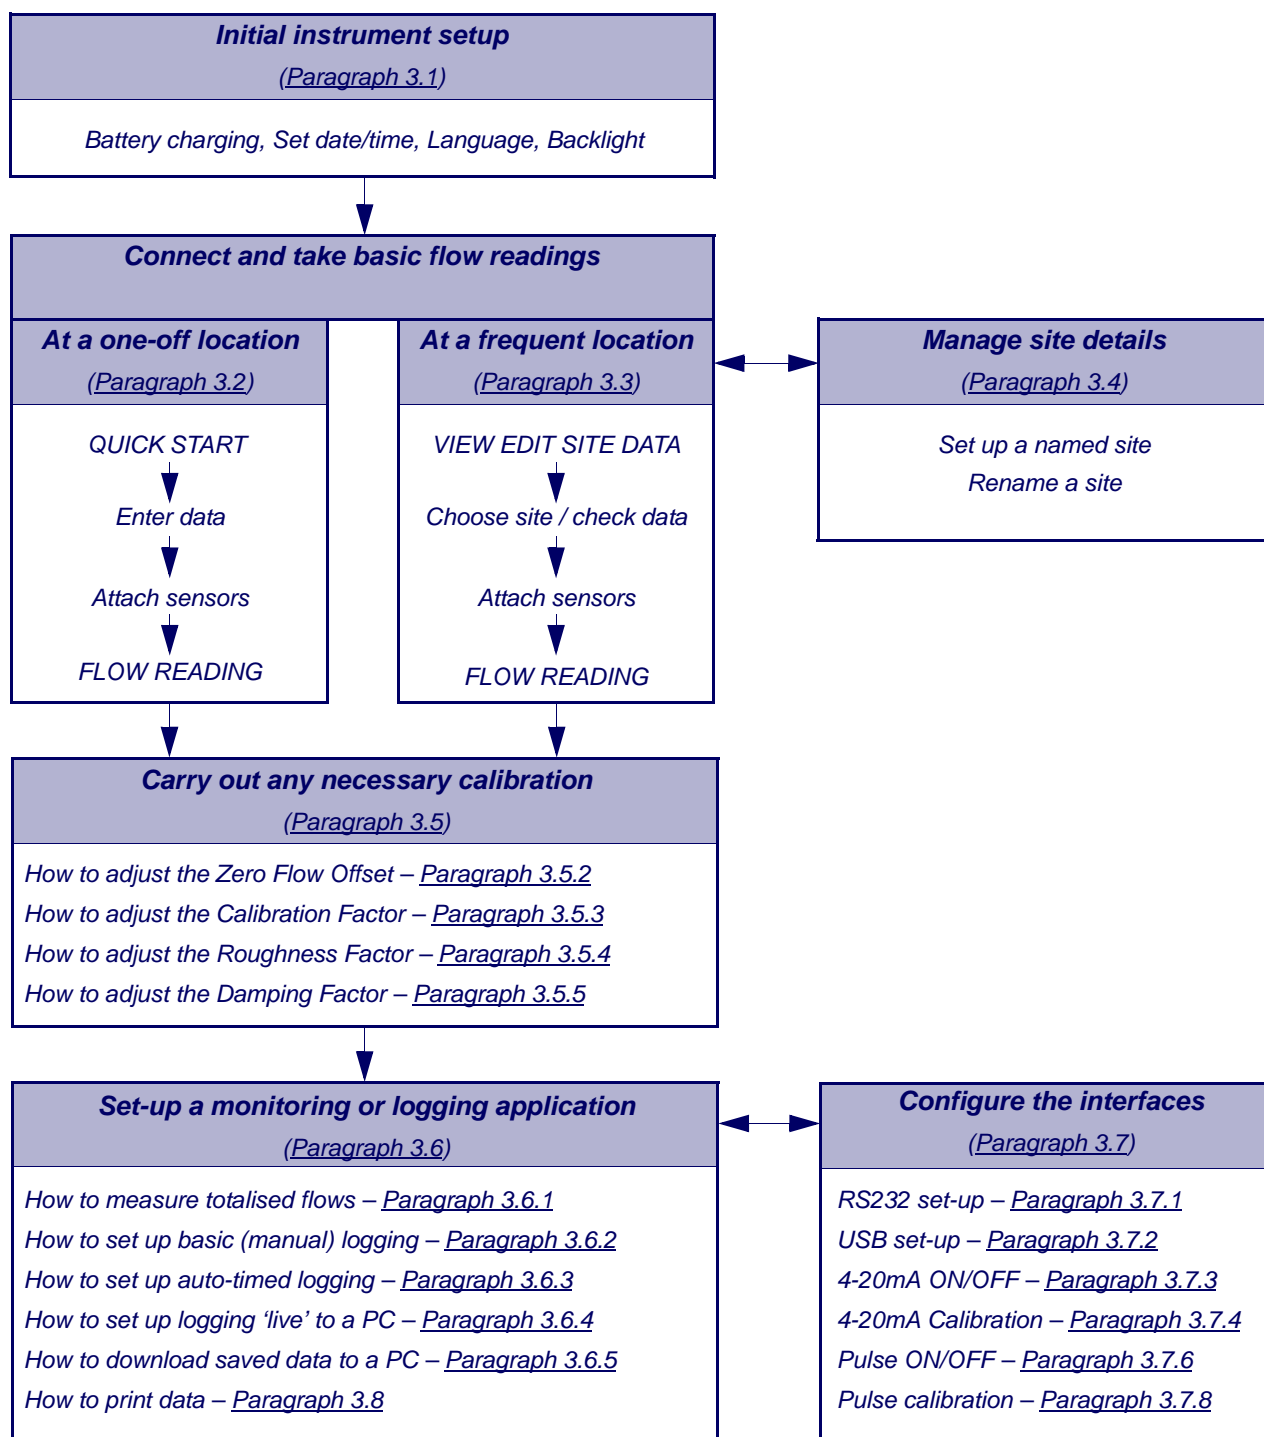 Initial instrument setup
(Paragraph 3.1)
Battery charging, Set date/time, Language, Backlight
Connect and take basic flow readings
At a one-off location
(Paragraph 3.2)
QUICK START
Enter data
Attach sensors
FLOW READING
At a frequent location
(Paragraph 3.3)
VIEW EDIT SITE DATA
Choose site / check data
Attach sensors
FLOW READING
Manage site details
(Paragraph 3.4)
Set up a named site
Rename a site
Carry out any necessary calibration
(Paragraph 3.5)
How to adjust the Zero Flow Offset – Paragraph 3.5.2
How to adjust the Calibration Factor – Paragraph 3.5.3
How to adjust the Roughness Factor – Paragraph 3.5.4
How to adjust the Damping Factor – Paragraph 3.5.5
Set-up a monitoring or logging application
(Paragraph 3.6)
How to measure totalised flows – Paragraph 3.6.1
How to set up basic (manual) logging – Paragraph 3.6.2
How to set up auto-timed logging – Paragraph 3.6.3
How to set up logging ‘live’ to a PC – Paragraph 3.6.4
How to download saved data to a PC – Paragraph 3.6.5
How to print data – Paragraph 3.8
Configure the interfaces
(Paragraph 3.7)
RS232 set-up – Paragraph 3.7.1
USB set-up – Paragraph 3.7.2
4-20mA ON/OFF – Paragraph 3.7.3
4-20mA Calibration – Paragraph 3.7.4
Pulse ON/OFF – Paragraph 3.7.6
Pulse calibration – Paragraph 3.7.8